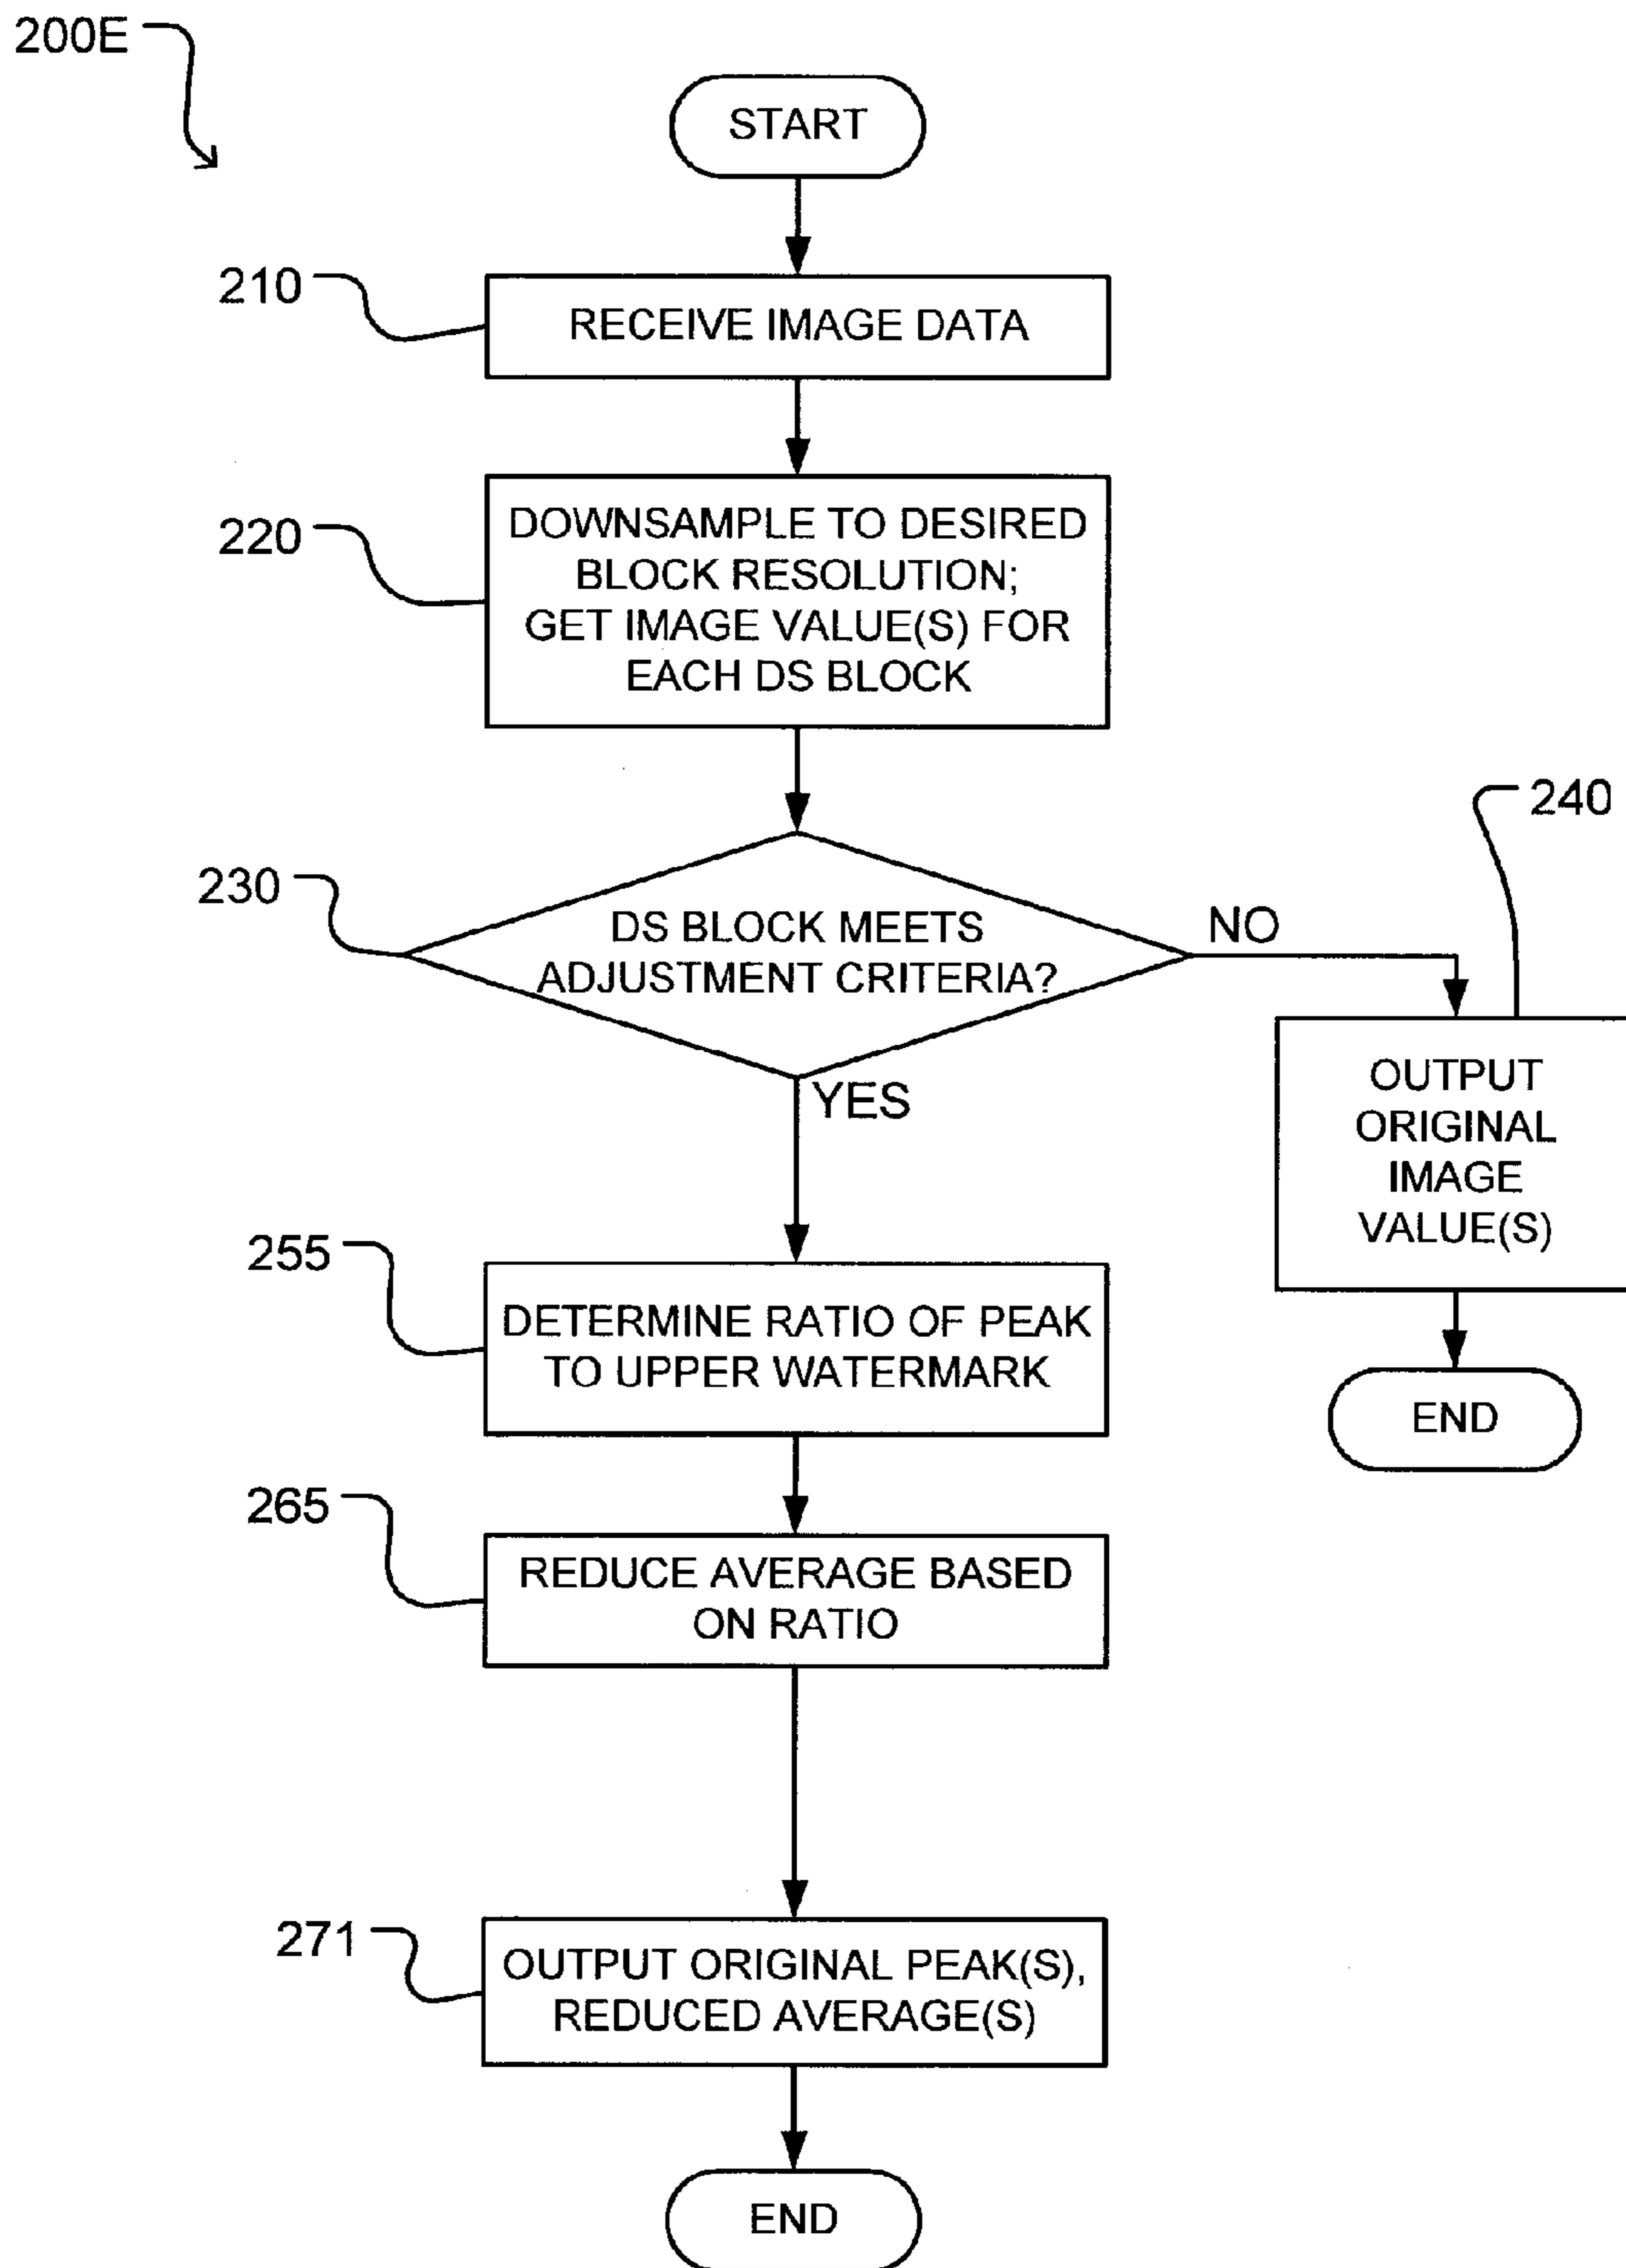 200E
START
210
RECEIVE IMAGE DATA
220
DOWNSAMPLE TO DESIRED
BLOCK RESOLUTION;
GET IMAGE VALUE(S) FOR
EACH DS BLOCK
230
DS BLOCK MEETS
ADJUSTMENT CRITERIA?
NO
240
OUTPUT
ORIGINAL
IMAGE
VALUE(S)
END
YES
255
DETERMINE RATIO OF PEAK
TO UPPER WATERMARK
265
REDUCE AVERAGE BASED
ON RATIO
271
OUTPUT ORIGINAL PEAK(S),
REDUCED AVERAGE(S)
END